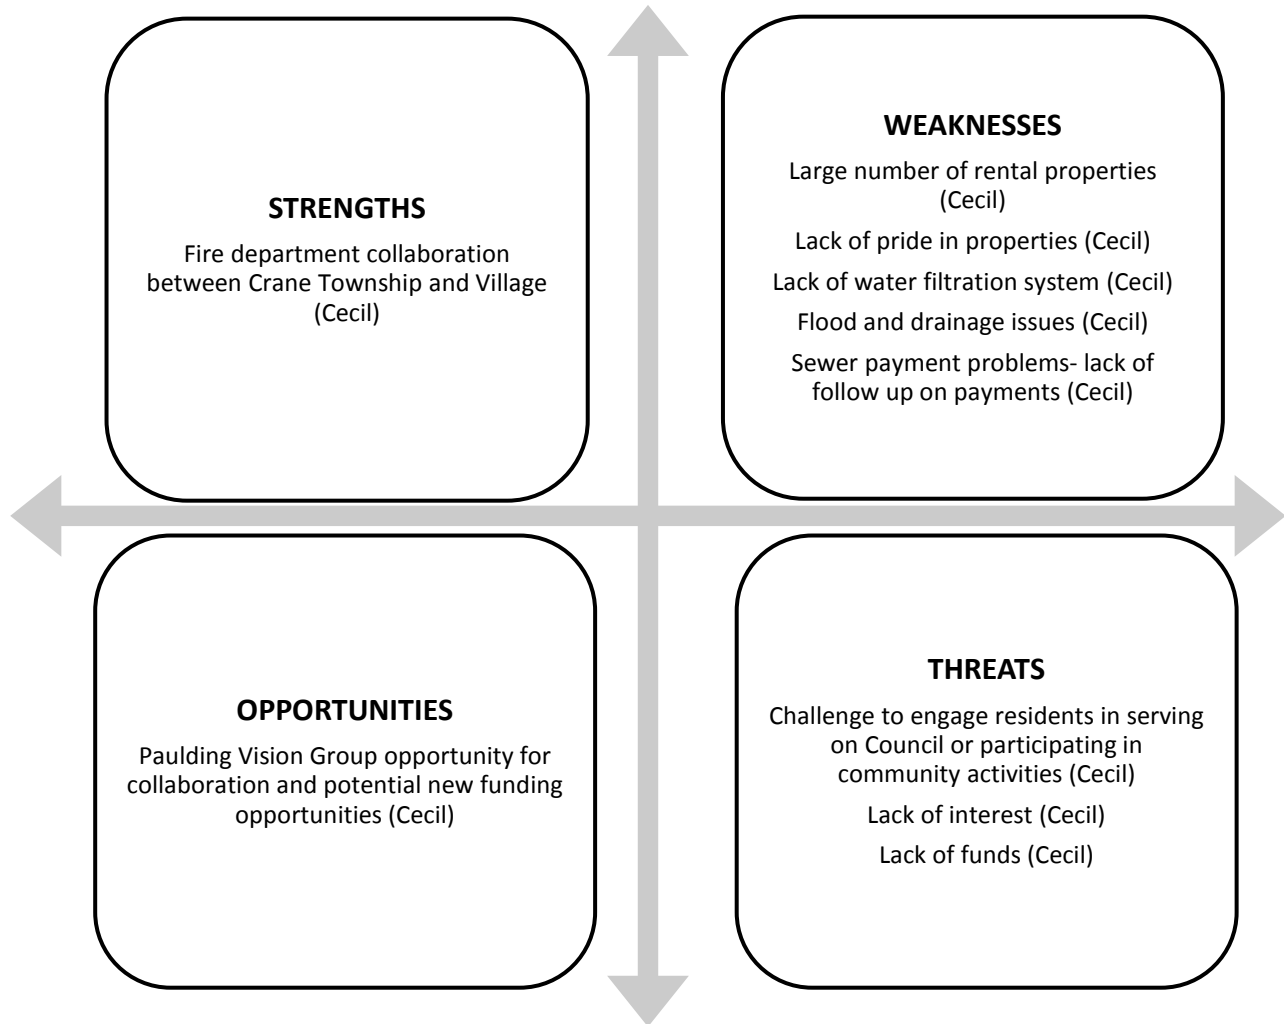 STRENGTHS
Fire department collaboration
between Crane Township and Village
(Cecil)
WEAKNESSES
Large number of rental properties
(Cecil)
Lack of pride in properties (Cecil)
Lack of water filtration system (Cecil)
Flood and drainage issues (Cecil)
Sewer payment problems- lack of
follow up on payments (Cecil)
OPPORTUNITIES
Paulding Vision Group opportunity for
collaboration and potential new funding
opportunities (Cecil)
THREATS
Challenge to engage residents in serving
on Council or participating in
community activities (Cecil)
Lack of interest (Cecil)
Lack of funds (Cecil)